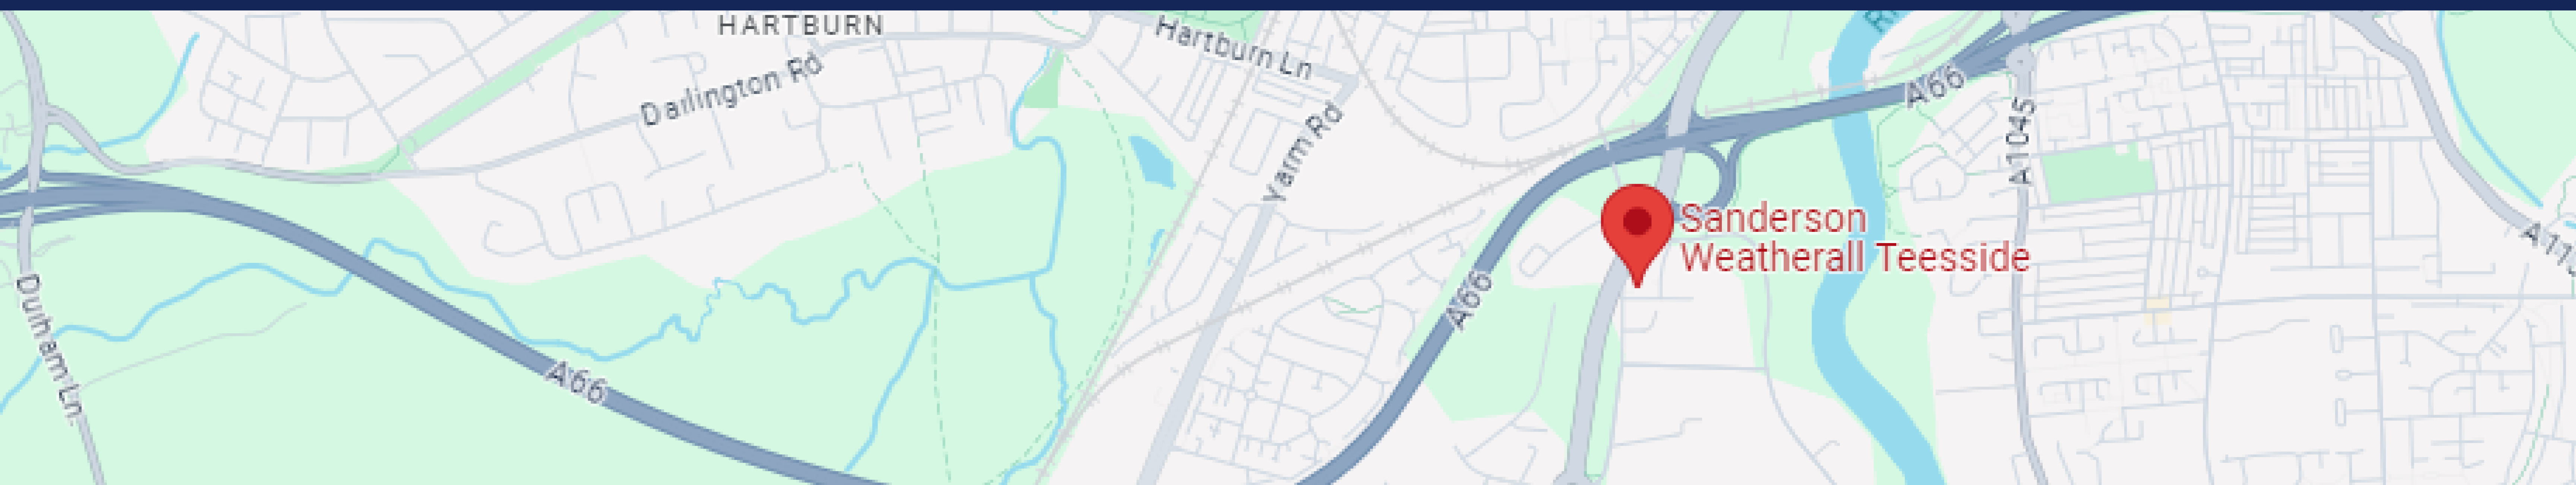 HARTBURN
Hartburn Ln
Darlington Rd
A66
Yarm Rd
A1045
Sanderson
Weatherall Teesside
Durham Ln
A66
A66